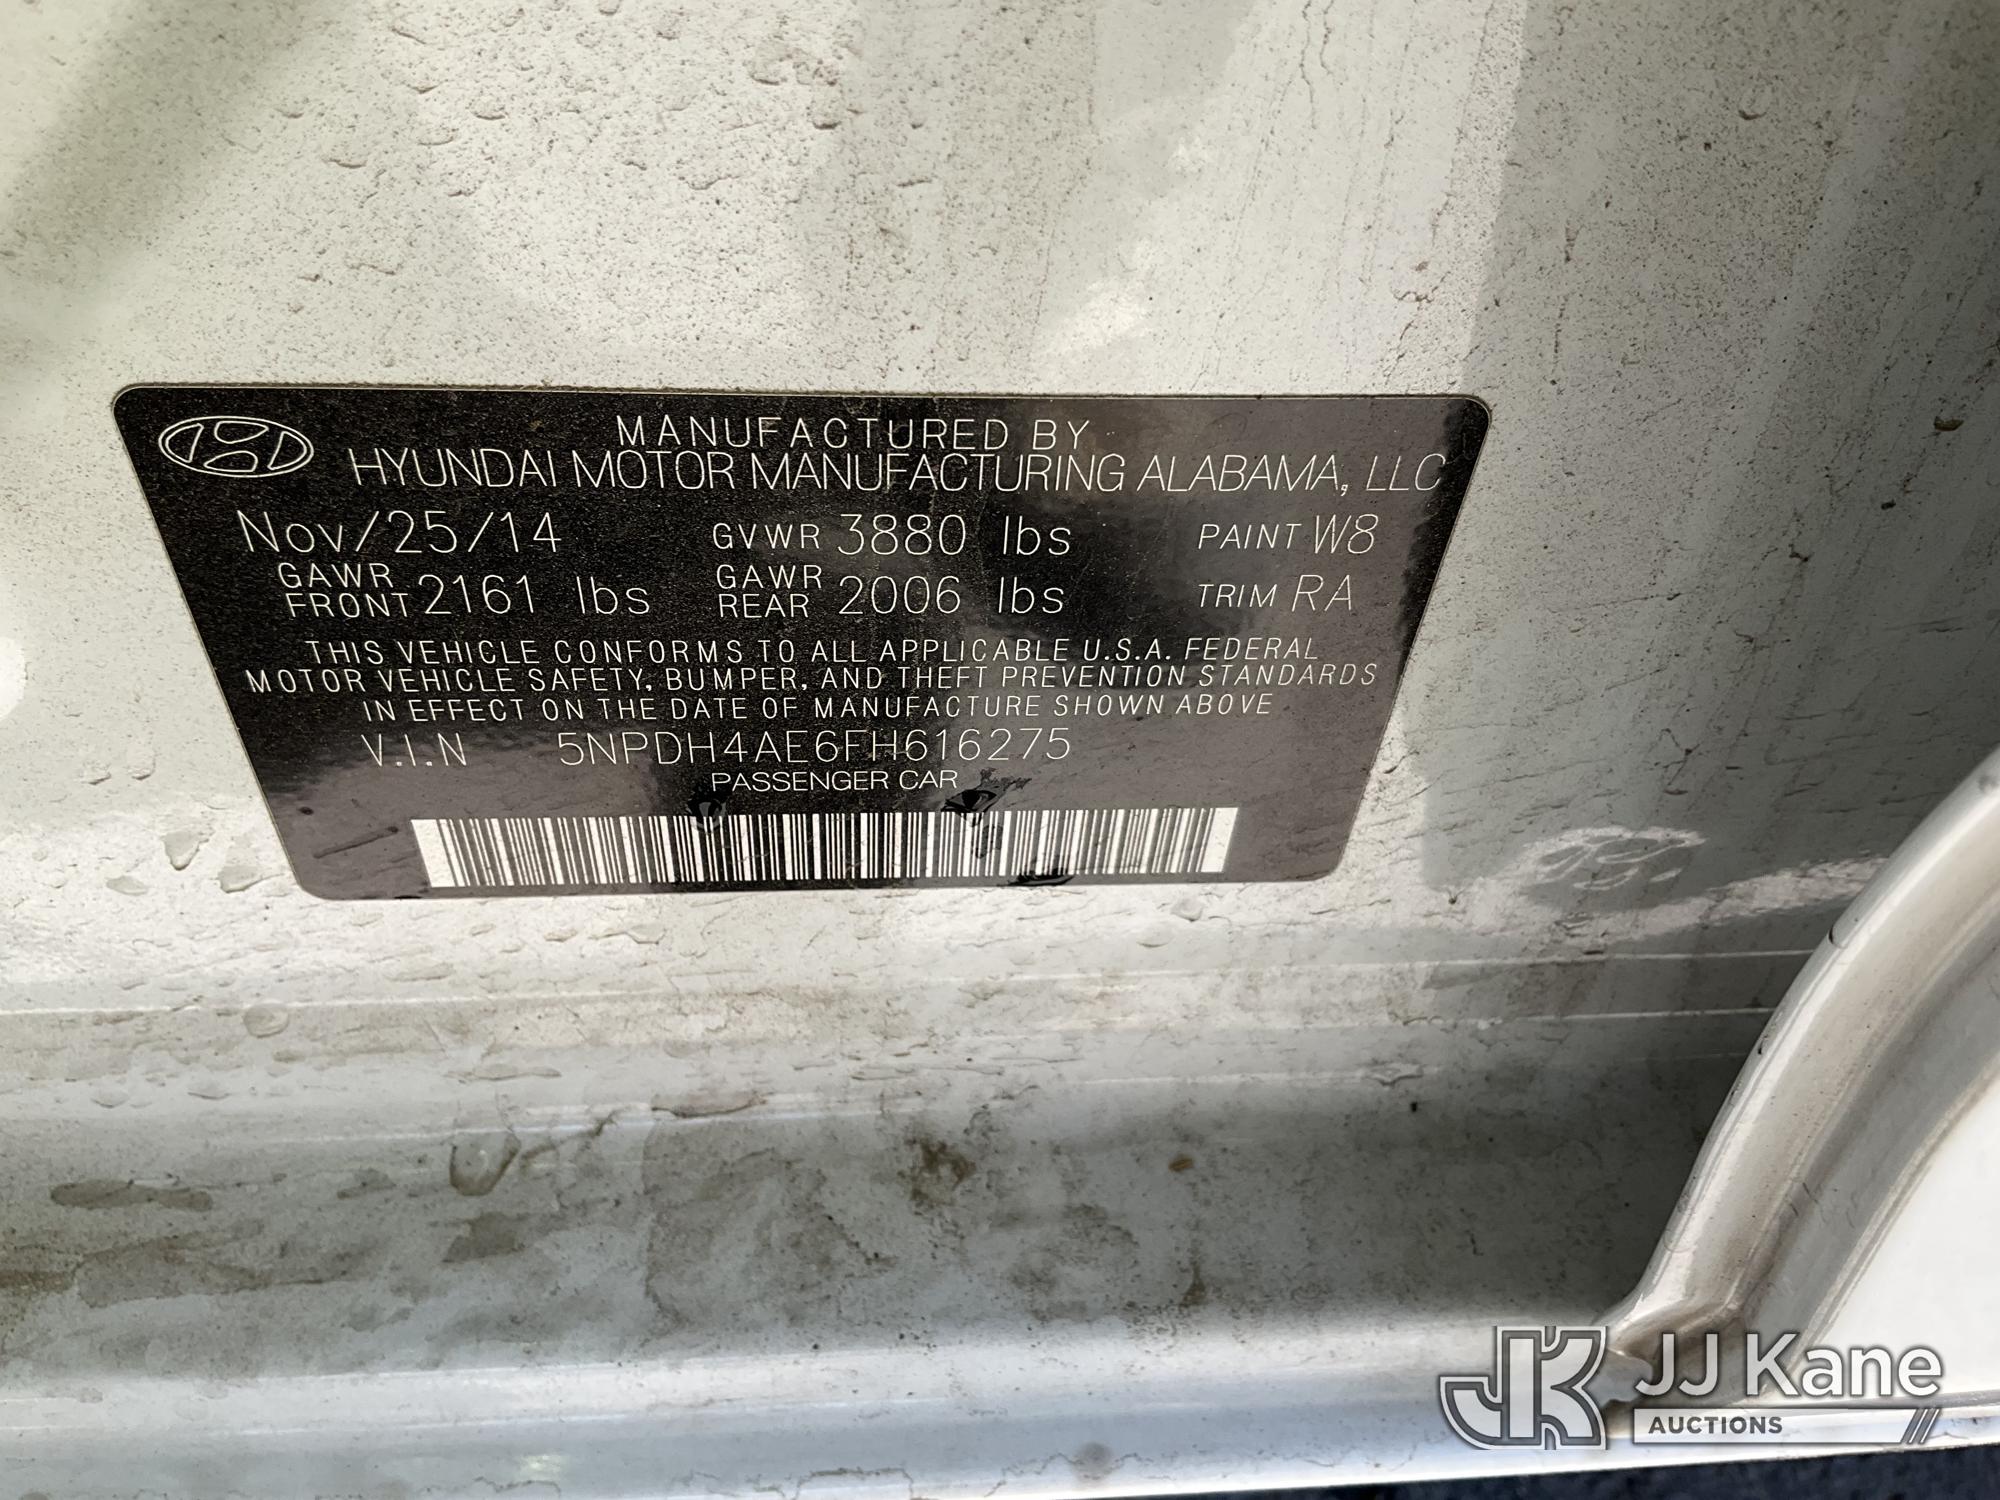 MANUFACTURED BY
HYUNDAI MOTOR MANUFACTURING ALABAMA, LLC
Nov/25/14 GVWR 3880 lbs PAINT W8
GAWR FRONT 2161 lbs GAWR REAR 2006 lbs TRIM RA
THIS VEHICLE CONFORMS TO ALL APPLICABLE U.S.A. FEDERAL
MOTOR VEHICLE SAFETY, BUMPER, AND THEFT PREVENTION STANDARDS
IN EFFECT ON THE DATE OF MANUFACTURE SHOWN ABOVE
V.I.N 5NPDH4AE6FH616275
PASSENGER CAR
JK JJ Kane
AUCTIONS